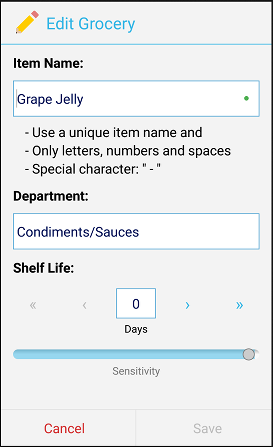 Edit Grocery
Item Name:
Grape Jelly
- Use a unique item name and
- Only letters, numbers and spaces
- Special character: " - "
Department:
Condiments/Sauces
Shelf Life:
« ‹ 0 › »
Days
Sensitivity
Cancel Save